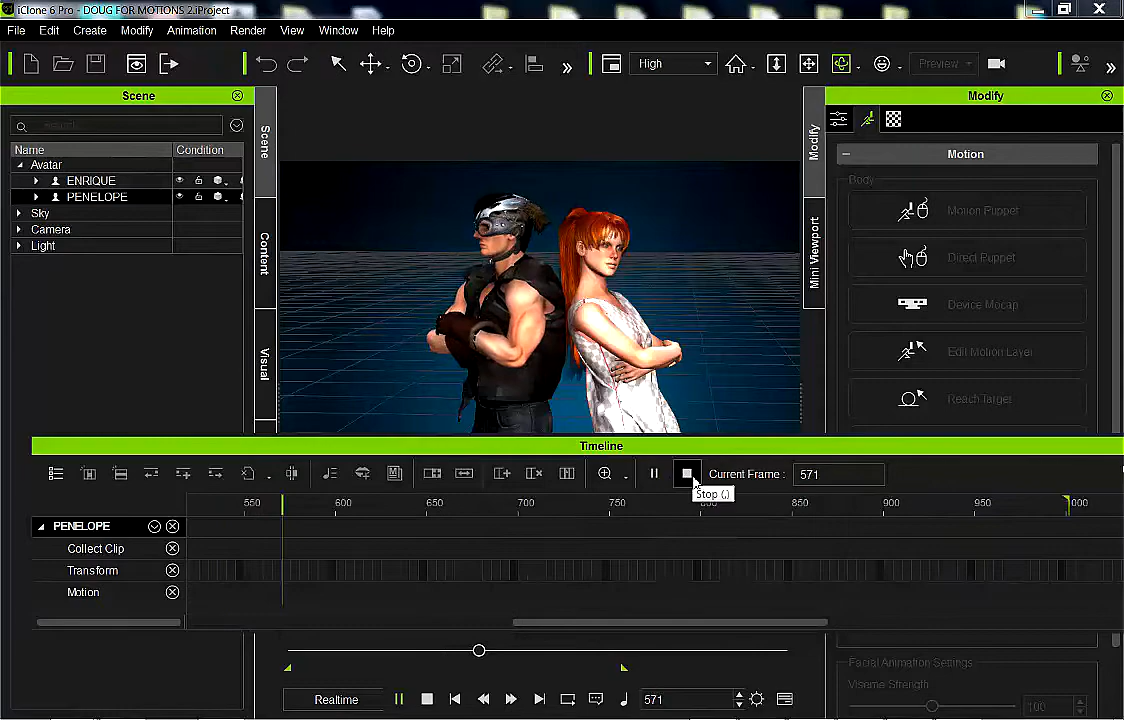 iClone 6 Pro - DOUG FOR MOTIONS 2.iProject
File Edit Create Modify Animation Render View Window Help
High
Preview
Scene
Modify
Search...
Name Condition
Avatar
ENRIQUE
PENELOPE
Sky
Camera
Light
Scene
Content
Visual
Modify
Mini Viewport
Motion
Body
Motion Puppet
Direct Puppet
Device Mocap
Edit Motion Layer
Reach Target
Timeline
Current Frame : 571
Stop (,)
550 600 650 700 750 800 850 900 950 000
PENELOPE
Collect Clip
Transform
Motion
Facial Animation Settings
Viseme Strength
100
Realtime
571